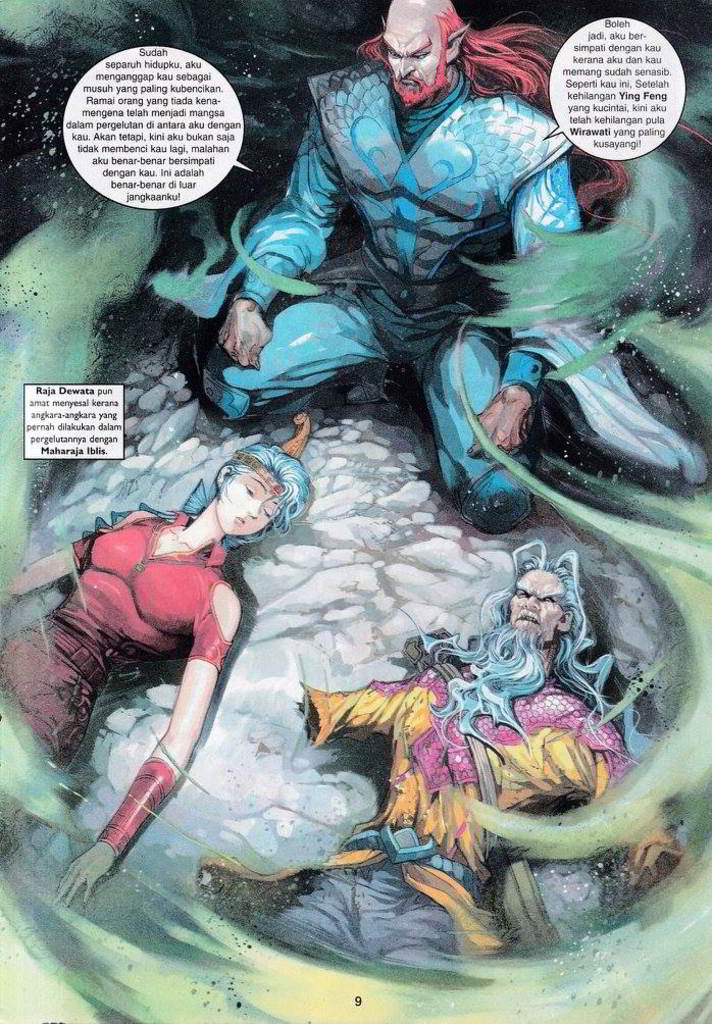 Sudah
separuh hidupku, aku
menganggap kau sebagai
musuh yang paling kubencikan.
Ramai orang yang tiada kena-
mengena telah menjadi mangsa
dalam pergelutan di antara aku dengan
kau. Akan tetapi, kini aku bukan saja
tidak membenci kau lagi, malahan
aku benar-benar bersimpati
dengan kau. Ini adalah
benar-benar di luar
jangkaanku!
Boleh
jadi, aku ber-
simpati dengan kau
kerana aku dan kau
memang sudah senasib.
Seperti kau ini, Setelah
kehilangan Ying Feng
yang kucintai, kini aku
telah kehilangan pula
Wirawati yang paling
kusayangi!
Raja Dewata pun
amat menyesal kerana
angkara-angkara yang
pernah dilakukan dalam
pergelutannya dengan
Maharaja Iblis.
9